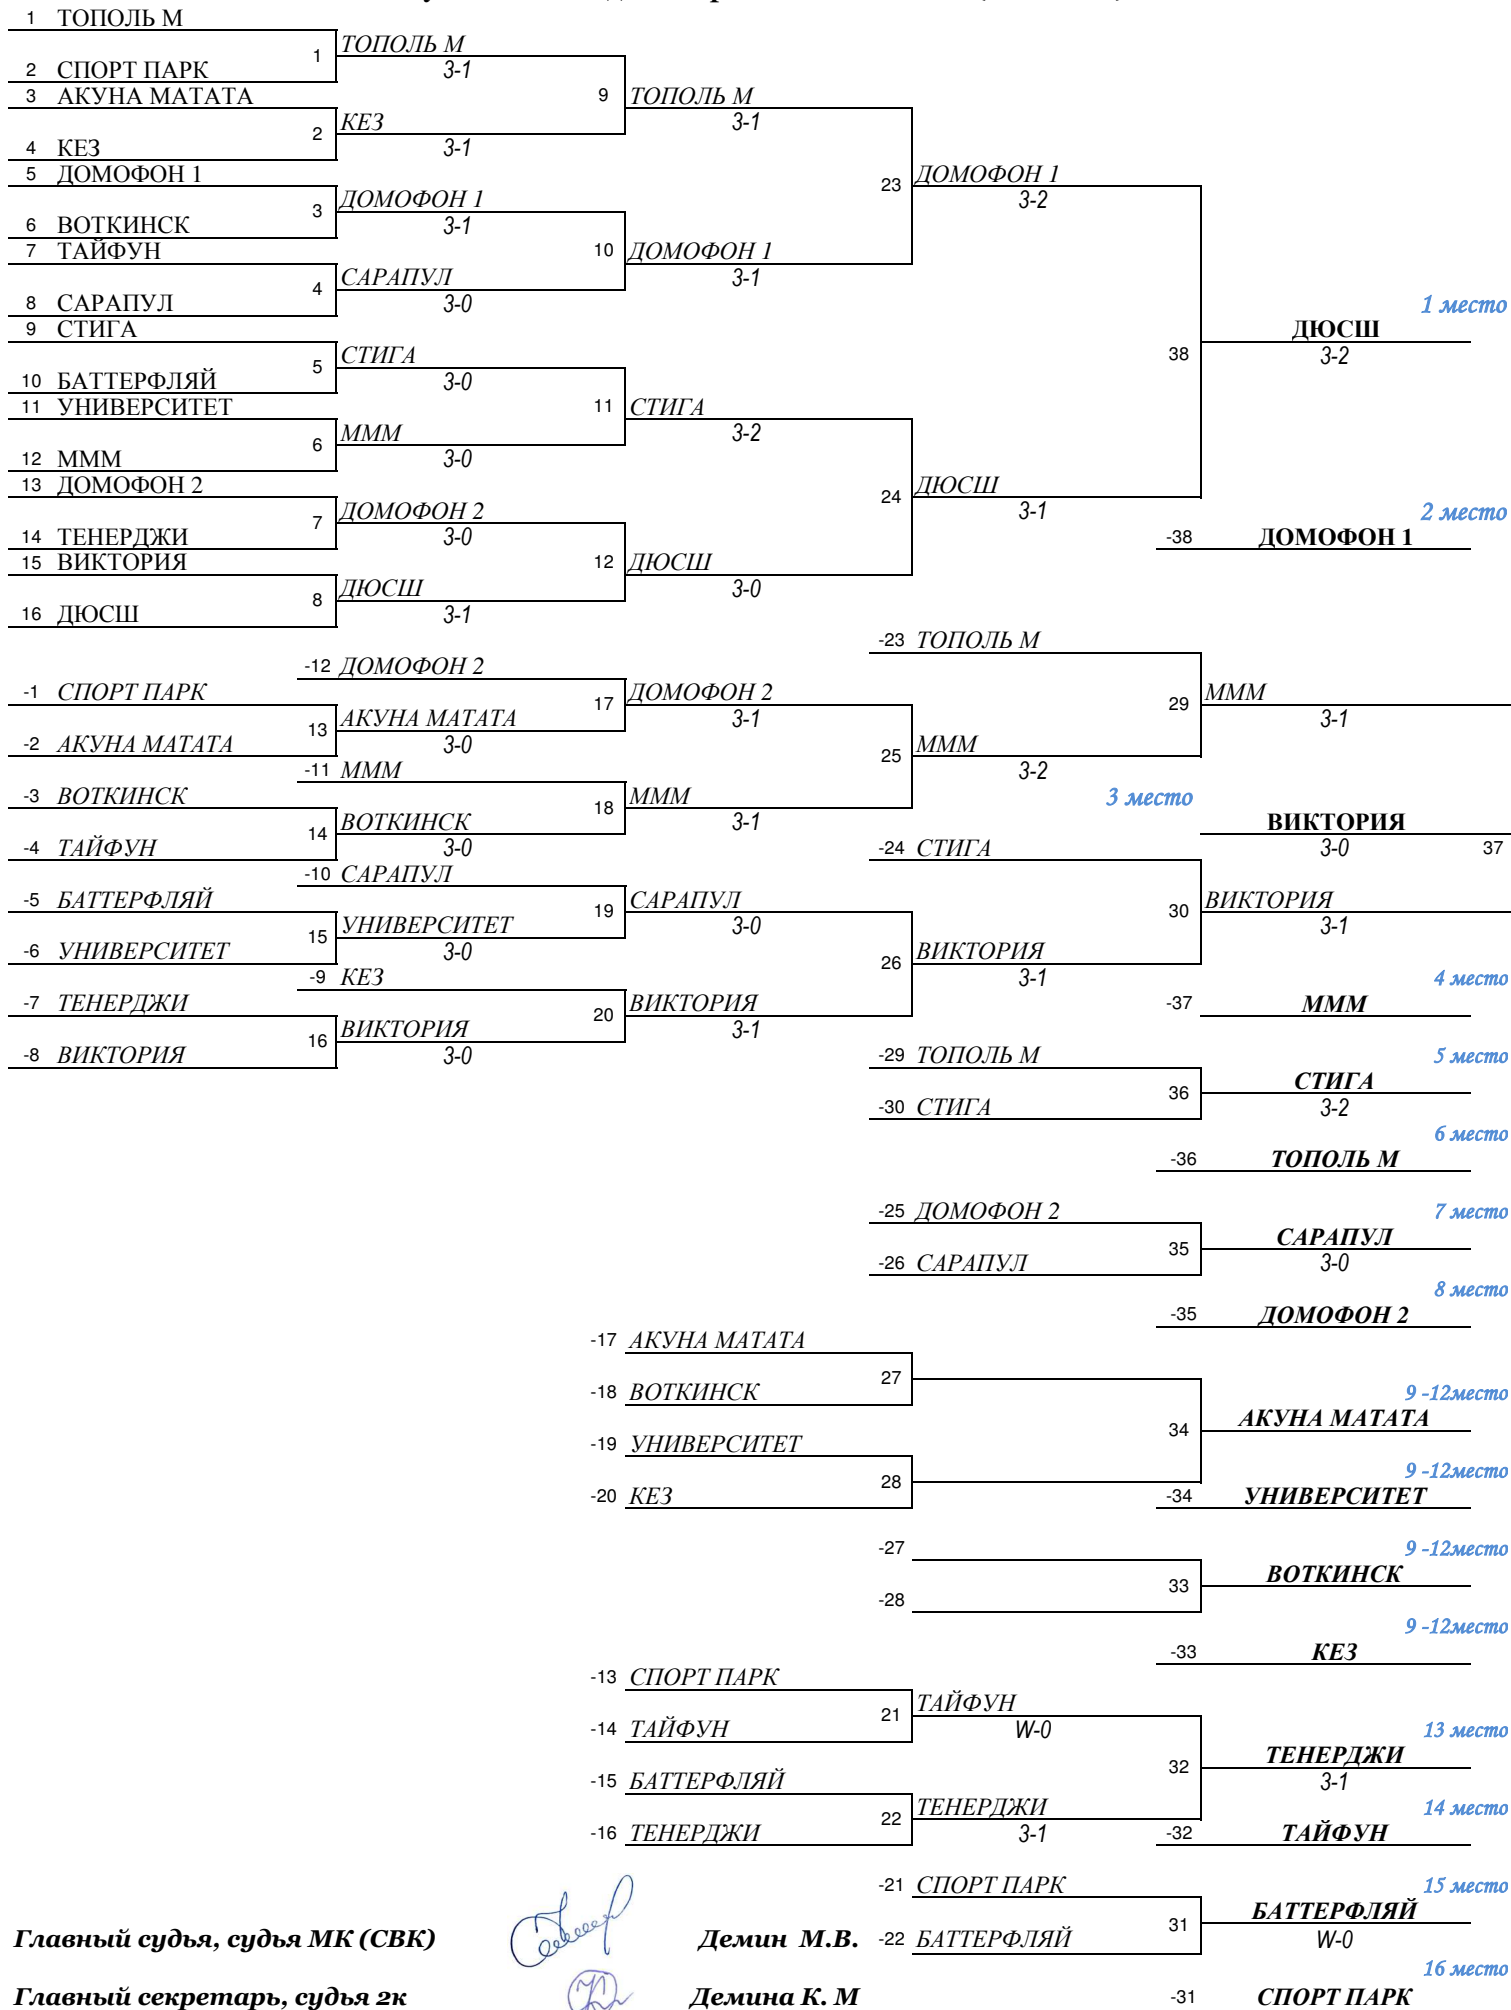 1 ТОПОЛЬ М
1 ТОПОЛЬ М
2 СПОРТ ПАРК 3-1
3 АКУНА МАТАТА 9 ТОПОЛЬ М
2 КЕЗ 3-1
4 КЕЗ 3-1
5 ДОМОФОН 1 23 ДОМОФОН 1
3 ДОМОФОН 1 3-2
6 ВОТКИНСК 3-1
7 ТАЙФУН 10 ДОМОФОН 1
4 САРАПУЛ 3-1
8 САРАПУЛ 3-0 1 место
9 СТИГА ДЮСШ
5 СТИГА 38 3-2
10 БАТТЕРФЛЯЙ 3-0
11 УНИВЕРСИТЕТ 11 СТИГА
6 МММ 3-2
12 МММ 3-0
13 ДОМОФОН 2 24 ДЮСШ
7 ДОМОФОН 2 3-1 2 место
14 ТЕНЕРДЖИ 3-0 -38 ДОМОФОН 1
15 ВИКТОРИЯ 12 ДЮСШ
8 ДЮСШ 3-0
16 ДЮСШ 3-1
-23 ТОПОЛЬ М
-12 ДОМОФОН 2
-1 СПОРТ ПАРК 17 ДОМОФОН 2 29 МММ
13 АКУНА МАТАТА 3-1 3-1
-2 АКУНА МАТАТА 3-0 25 МММ
-11 МММ 3-2
-3 ВОТКИНСК 18 МММ 3 место
14 ВОТКИНСК 3-1 ВИКТОРИЯ
-4 ТАЙФУН 3-0 -24 СТИГА 3-0 37
-10 САРАПУЛ
-5 БАТТЕРФЛЯЙ 19 САРАПУЛ 30 ВИКТОРИЯ
15 УНИВЕРСИТЕТ 3-0 3-1
-6 УНИВЕРСИТЕТ 3-0 26 ВИКТОРИЯ
-9 КЕЗ 3-1 4 место
-7 ТЕНЕРДЖИ 20 ВИКТОРИЯ -37 МММ
16 ВИКТОРИЯ 3-1
-8 ВИКТОРИЯ 3-0 -29 ТОПОЛЬ М 5 место
36 СТИГА
-30 СТИГА 3-2
6 место
-36 ТОПОЛЬ М
-25 ДОМОФОН 2 7 место
35 САРАПУЛ
-26 САРАПУЛ 3-0
8 место
-35 ДОМОФОН 2
-17 АКУНА МАТАТА
27
-18 ВОТКИНСК 9 -12место
34 АКУНА МАТАТА
-19 УНИВЕРСИТЕТ
28 9 -12место
-20 КЕЗ -34 УНИВЕРСИТЕТ
-27 9 -12место
33 ВОТКИНСК
-28
9 -12место
-33 КЕЗ
-13 СПОРТ ПАРК
21 ТАЙФУН
-14 ТАЙФУН W-0 13 место
32 ТЕНЕРДЖИ
-15 БАТТЕРФЛЯЙ 3-1
22 ТЕНЕРДЖИ 14 место
-16 ТЕНЕРДЖИ 3-1 -32 ТАЙФУН
-21 СПОРТ ПАРК 15 место
31 БАТТЕРФЛЯЙ
Главный судья, судья МК (СВК) Демин М.В. -22 БАТТЕРФЛЯЙ W-0
16 место
Главный секретарь, судья 2к Демина К. М -31 СПОРТ ПАРК